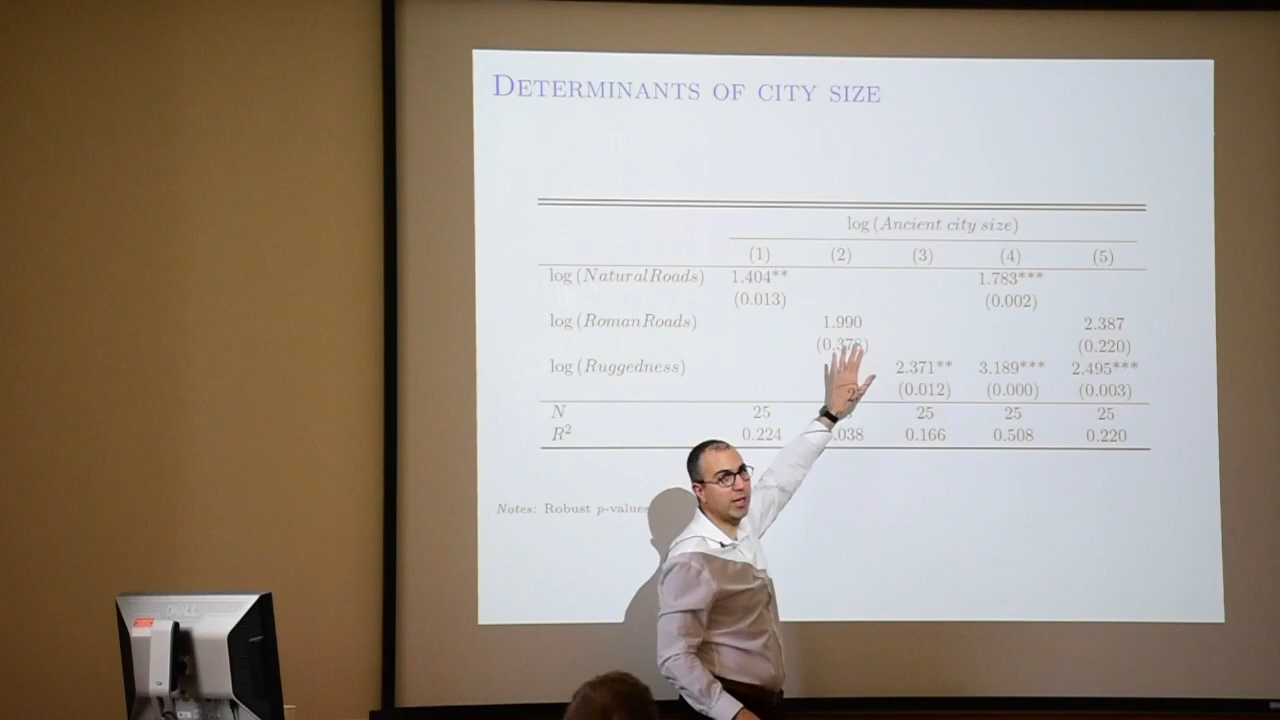 DETERMINANTS OF CITY SIZE
log (Ancient city size)
(1) (2) (3) (4) (5)
log (NaturalRoads) 1.404** 1.783***
(0.013) (0.002)
log (RomanRoads) 1.990 2.387
(0.378) (0.220)
log (Ruggedness) 2.371** 3.189*** 2.495***
(0.012) (0.000) (0.003)
N 25 25 25 25
R² 0.224 .038 0.166 0.508 0.220
Notes: Robust p-values
DELL